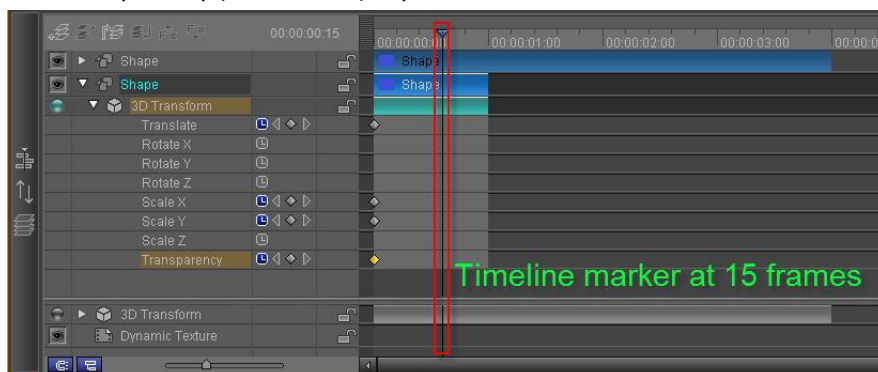 00:00:00:15
00:00:00:00 00:00:01:00 00:00:02:00 00:00:03:00
Shape Shape
Shape Shape
3D Transform
Translate
Rotate X
Rotate Y
Rotate Z
Scale X
Scale Y
Scale Z
Transparency
Timeline marker at 15 frames
3D Transform
Dynamic Texture